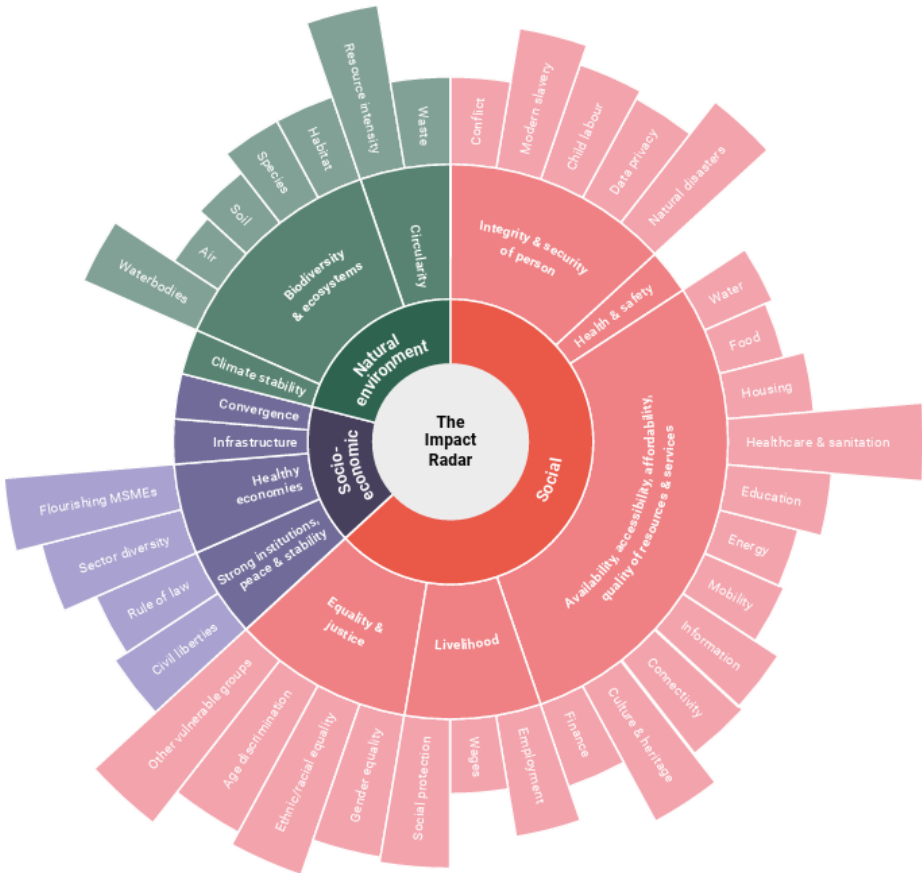 The
Impact
Radar
Social
Integrity & security
of person
Conflict
Modern slavery
Child labour
Data privacy
Natural disasters
Health & safety
Availability, accessibility, affordability,
quality of resources & services
Water
Food
Housing
Healthcare & sanitation
Education
Energy
Mobility
Information
Connectivity
Culture & heritage
Finance
Livelihood
Employment
Wages
Social protection
Equality &
justice
Gender equality
Ethnic/racial equality
Age discrimination
Other vulnerable groups
Socio-
economic
Strong institutions,
peace & stability
Civil liberties
Rule of law
Healthy
economies
Sector diversity
Flourishing MSMEs
Infrastructure
Convergence
Natural
environment
Climate stability
Biodiversity
& ecosystems
Waterbodies
Air
Soil
Species
Habitat
Circularity
Resource intensity
Waste